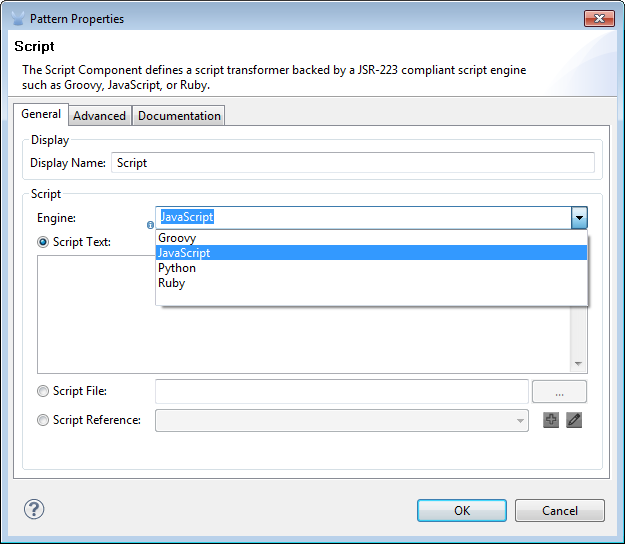 Pattern Properties
Script
The Script Component defines a script transformer backed by a JSR-223 compliant script engine
such as Groovy, JavaScript, or Ruby.
General Advanced Documentation
Display
Display Name: Script
Script
Engine: JavaScript
Script Text:
Groovy
JavaScript
Python
Ruby
Script File: ...
Script Reference:
? OK Cancel